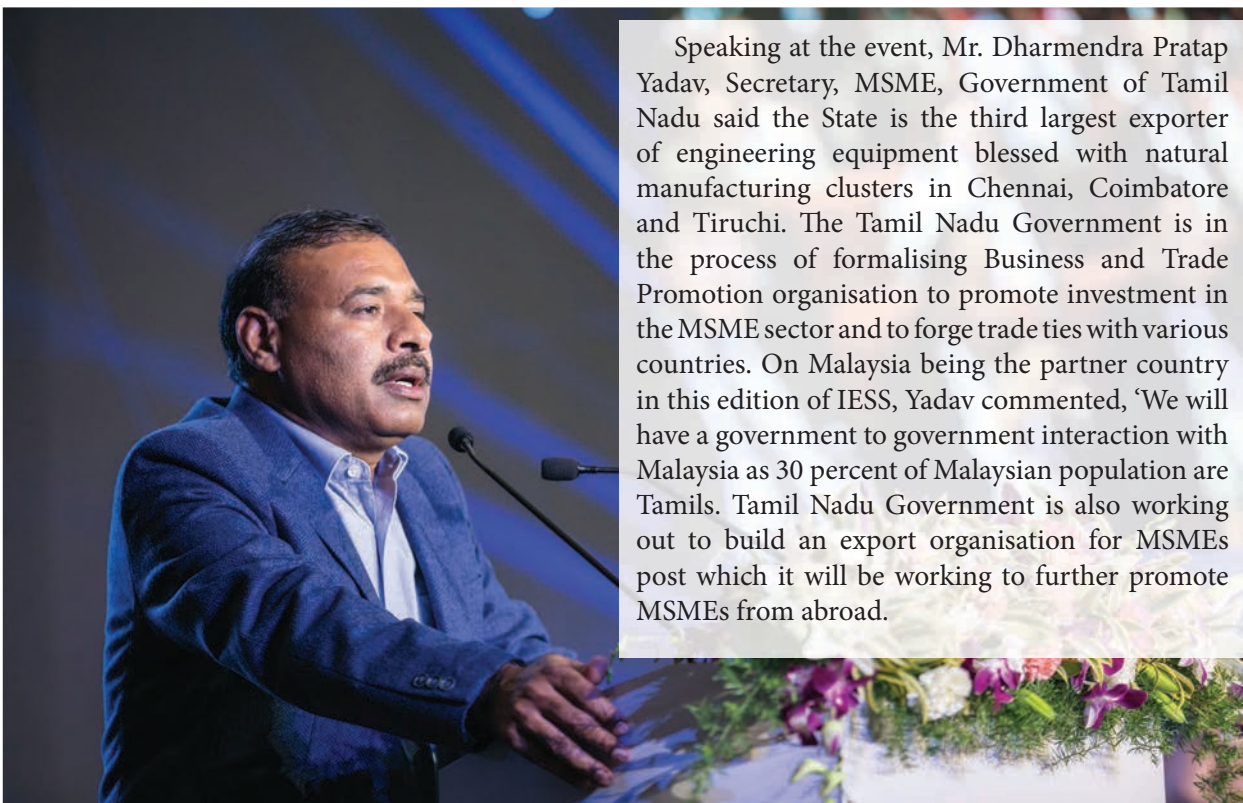 Speaking at the event, Mr. Dharmendra Pratap
Yadav, Secretary, MSME, Government of Tamil
Nadu said the State is the third largest exporter
of engineering equipment blessed with natural
manufacturing clusters in Chennai, Coimbatore
and Tiruchi. The Tamil Nadu Government is in
the process of formalising Business and Trade
Promotion organisation to promote investment in
the MSME sector and to forge trade ties with various
countries. On Malaysia being the partner country
in this edition of IESS, Yadav commented, ‘We will
have a government to government interaction with
Malaysia as 30 percent of Malaysian population are
Tamils. Tamil Nadu Government is also working
out to build an export organisation for MSMEs
post which it will be working to further promote
MSMEs from abroad.